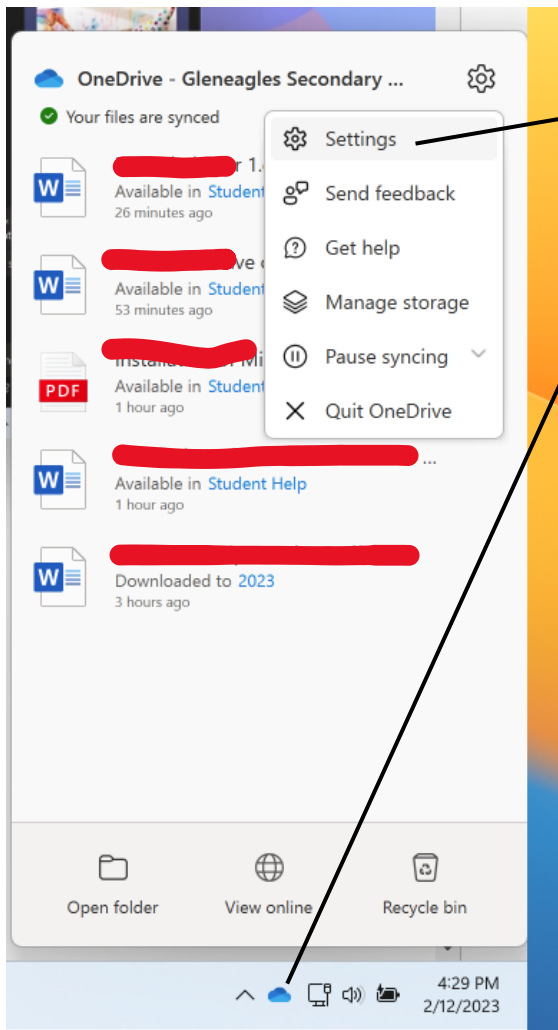 OneDrive - Gleneagles Secondary ...
Your files are synced
Settings
Send feedback
Get help
Manage storage
Pause syncing
Quit OneDrive
W
r 1.
Available in Student
26 minutes ago
W
ve
Available in Student
53 minutes ago
PDF
Available in Student
1 hour ago
W
...
Available in Student Help
1 hour ago
W
Downloaded to 2023
3 hours ago
Open folder
View online
Recycle bin
4:29 PM
2/12/2023